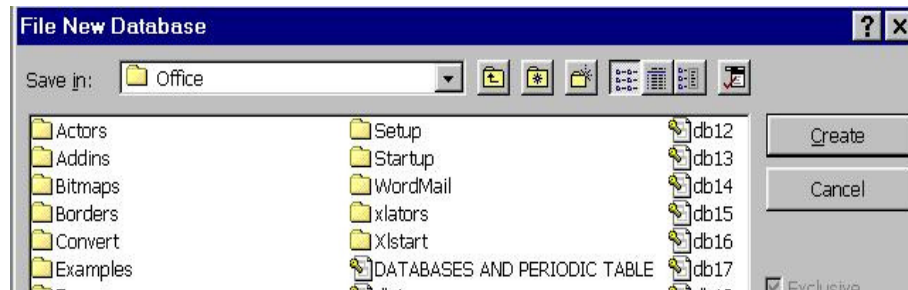 File New Database
Save in: Office
Actors Setup db12
Addins Startup db13 Create
Bitmaps WordMail db14
Borders xlators db15 Cancel
Convert Xlstart db16
Examples DATABASES AND PERIODIC TABLE db17
Exclusive